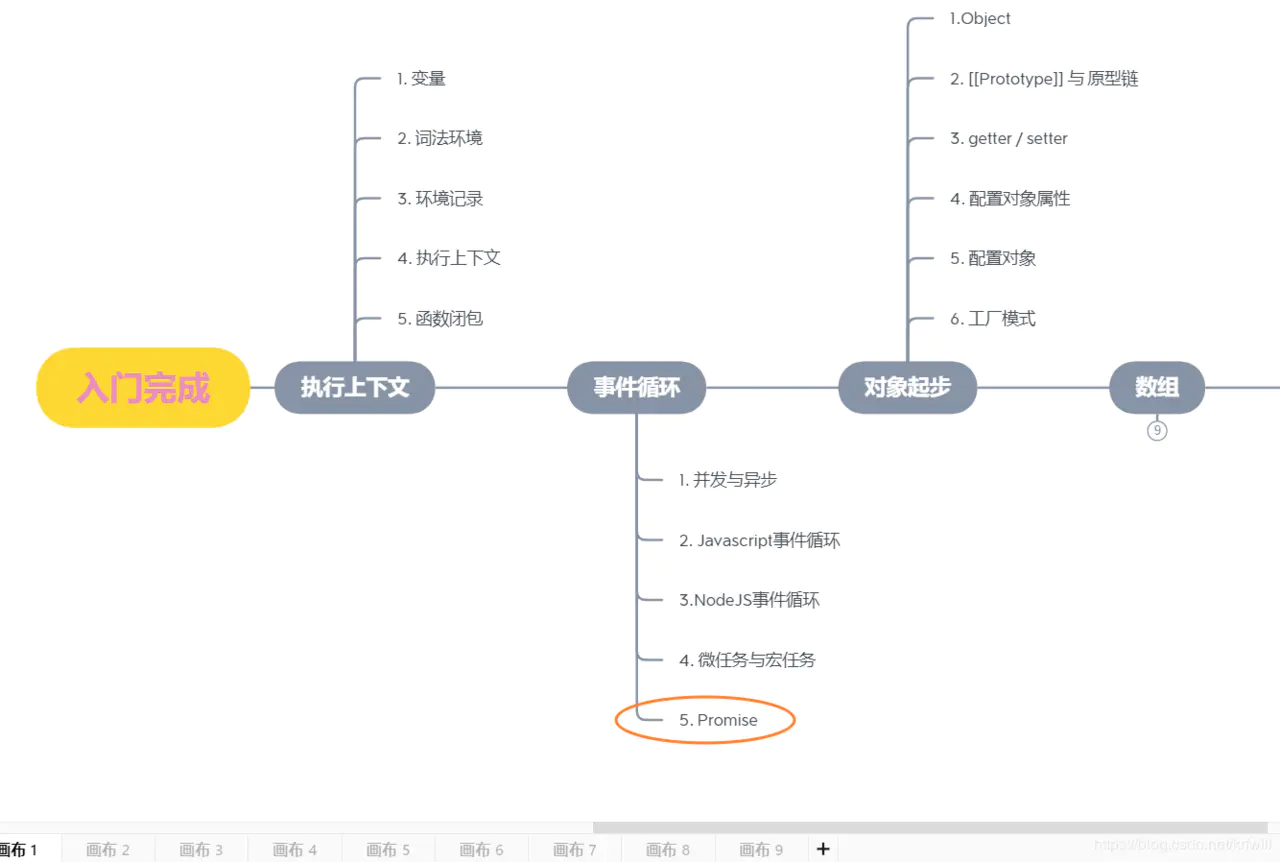 1.Object
1. 变量
2. [[Prototype]] 与 原型链
2. 词法环境
3. getter / setter
3. 环境记录
4. 配置对象属性
4. 执行上下文
5. 配置对象
5. 函数闭包
6. 工厂模式
入门完成
执行上下文
事件循环
对象起步
数组
9
1. 并发与异步
2. Javascript事件循环
3.NodeJS事件循环
4. 微任务与宏任务
5. Promise
画布 1 画布 2 画布 3 画布 4 画布 5 画布 6 画布 7 画布 8 画布 9 +